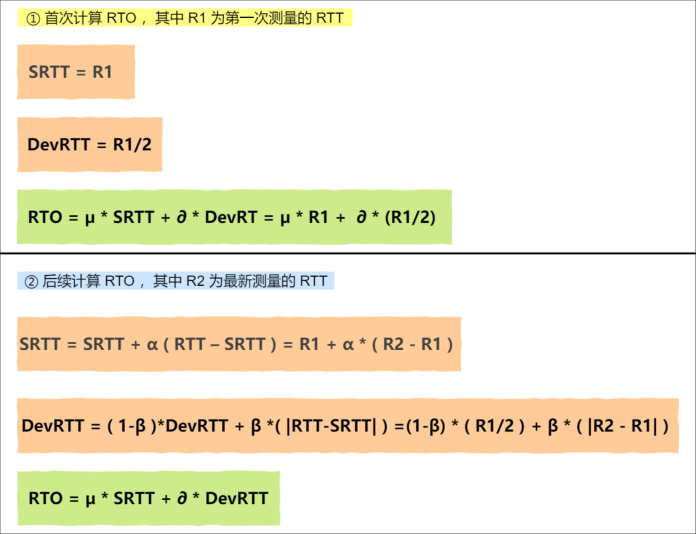 ① 首次计算 RTO ，其中 R1 为第一次测量的 RTT
SRTT = R1
DevRTT = R1/2
RTO = μ * SRTT + ∂ * DevRT = μ * R1 + ∂ * (R1/2)
② 后续计算 RTO ，其中 R2 为最新测量的 RTT
SRTT = SRTT + α ( RTT – SRTT ) = R1 + α * ( R2 - R1 )
DevRTT = ( 1-β )*DevRTT + β *( |RTT-SRTT| ) =(1-β) * ( R1/2 ) + β * ( |R2 - R1| )
RTO = μ * SRTT + ∂ * DevRTT